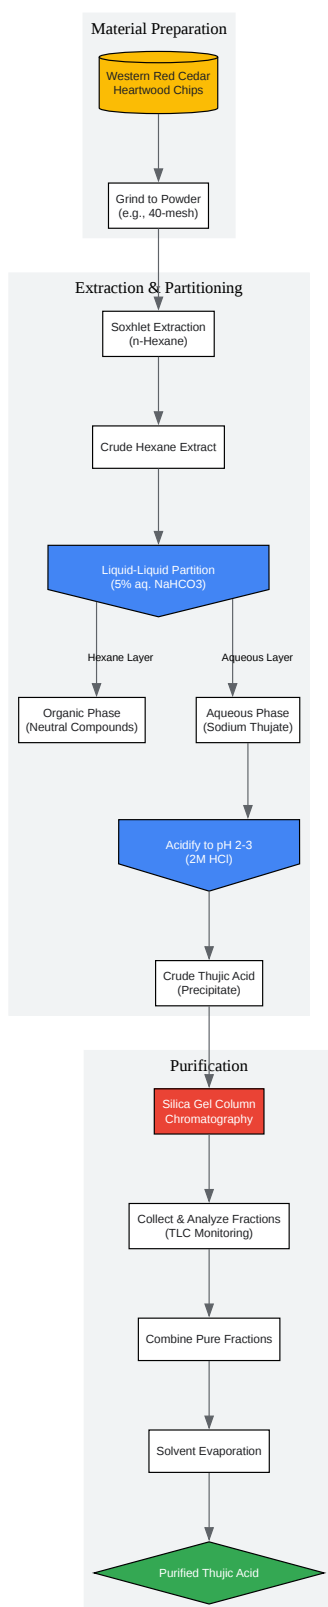 Material Preparation
Western Red Cedar
Heartwood Chips
Grind to Powder
(e.g., 40-mesh)
Extraction & Partitioning
Soxhlet Extraction
(n-Hexane)
Crude Hexane Extract
Liquid-Liquid Partition
(5% aq. NaHCO3)
Hexane Layer
Aqueous Layer
Organic Phase
(Neutral Compounds)
Aqueous Phase
(Sodium Thujate)
Acidify to pH 2-3
(2M HCl)
Crude Thujic Acid
(Precipitate)
Purification
Silica Gel Column
Chromatography
Collect & Analyze Fractions
(TLC Monitoring)
Combine Pure Fractions
Solvent Evaporation
Purified Thujic Acid